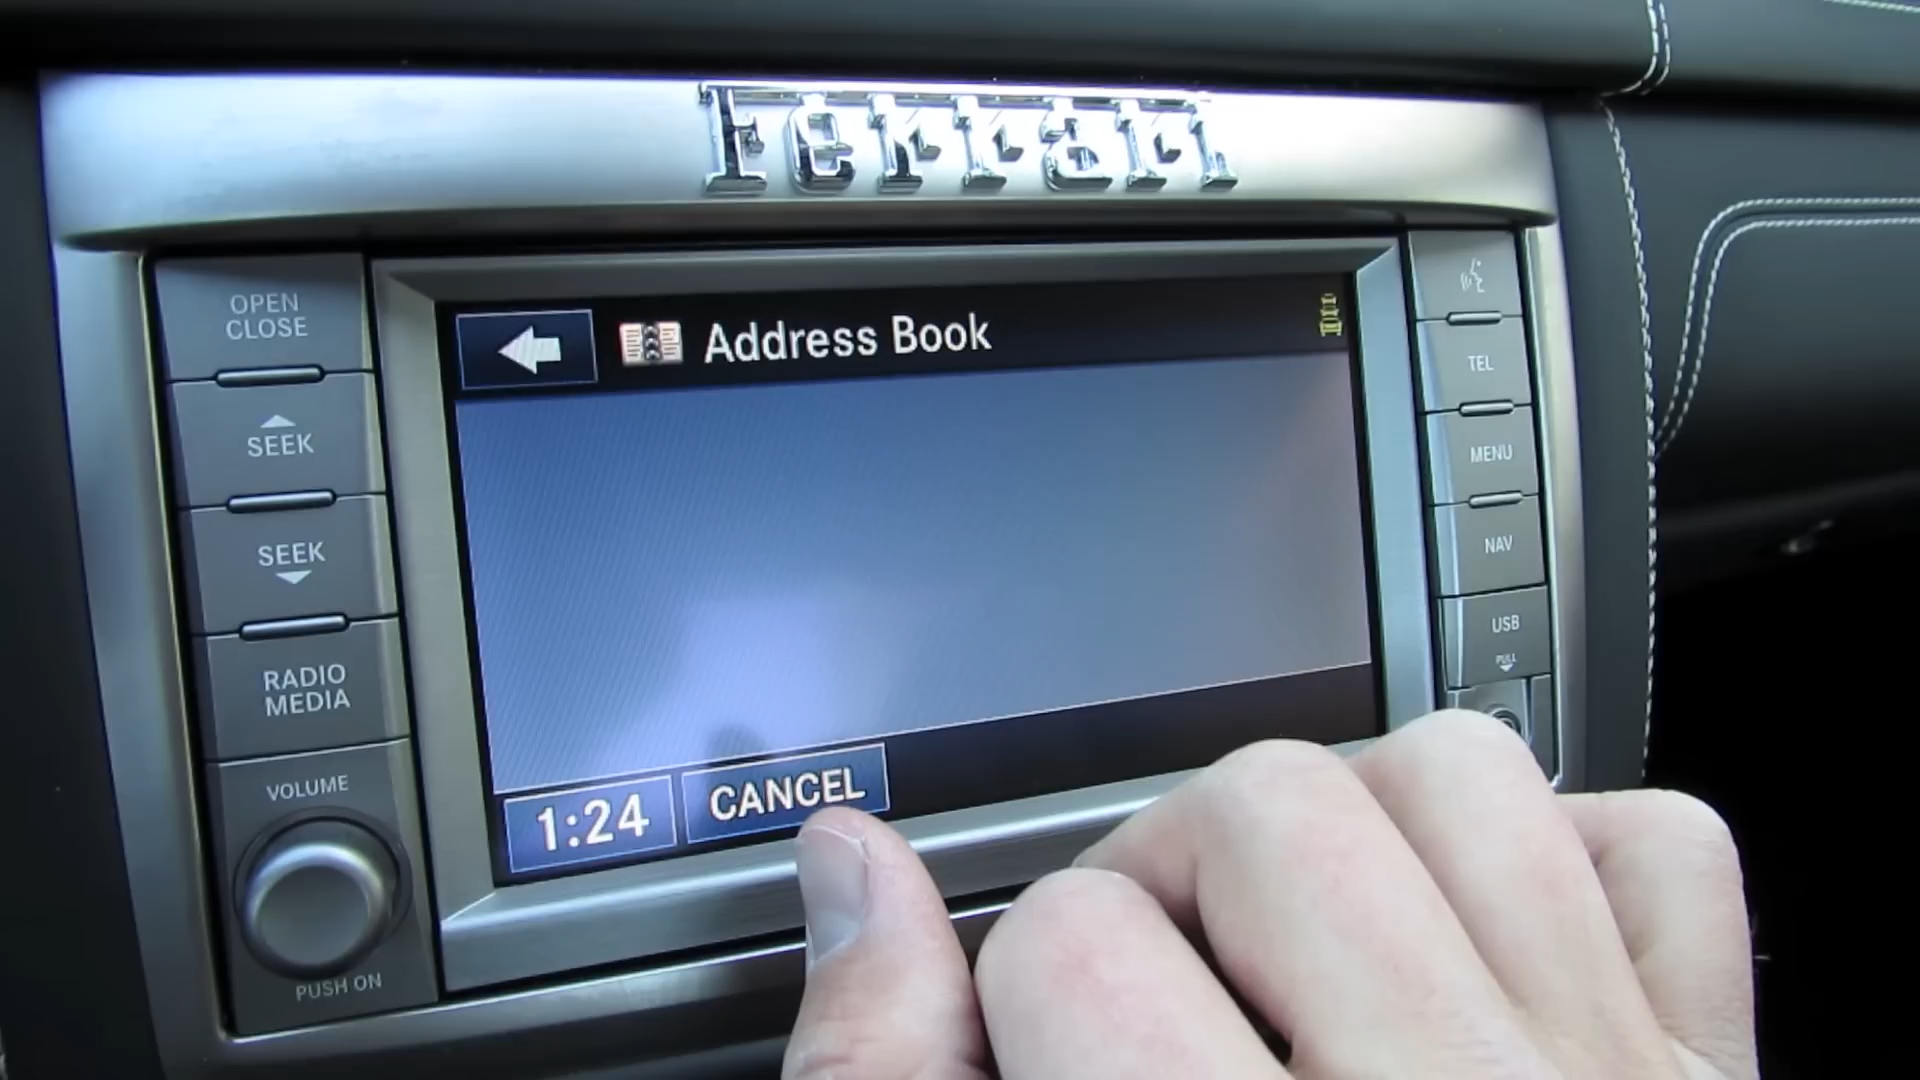 Ferrari
OPEN
CLOSE
SEEK
SEEK
RADIO
MEDIA
VOLUME
PUSH ON
Address Book
1:24
CANCEL
TEL
MENU
NAV
USB
PULL